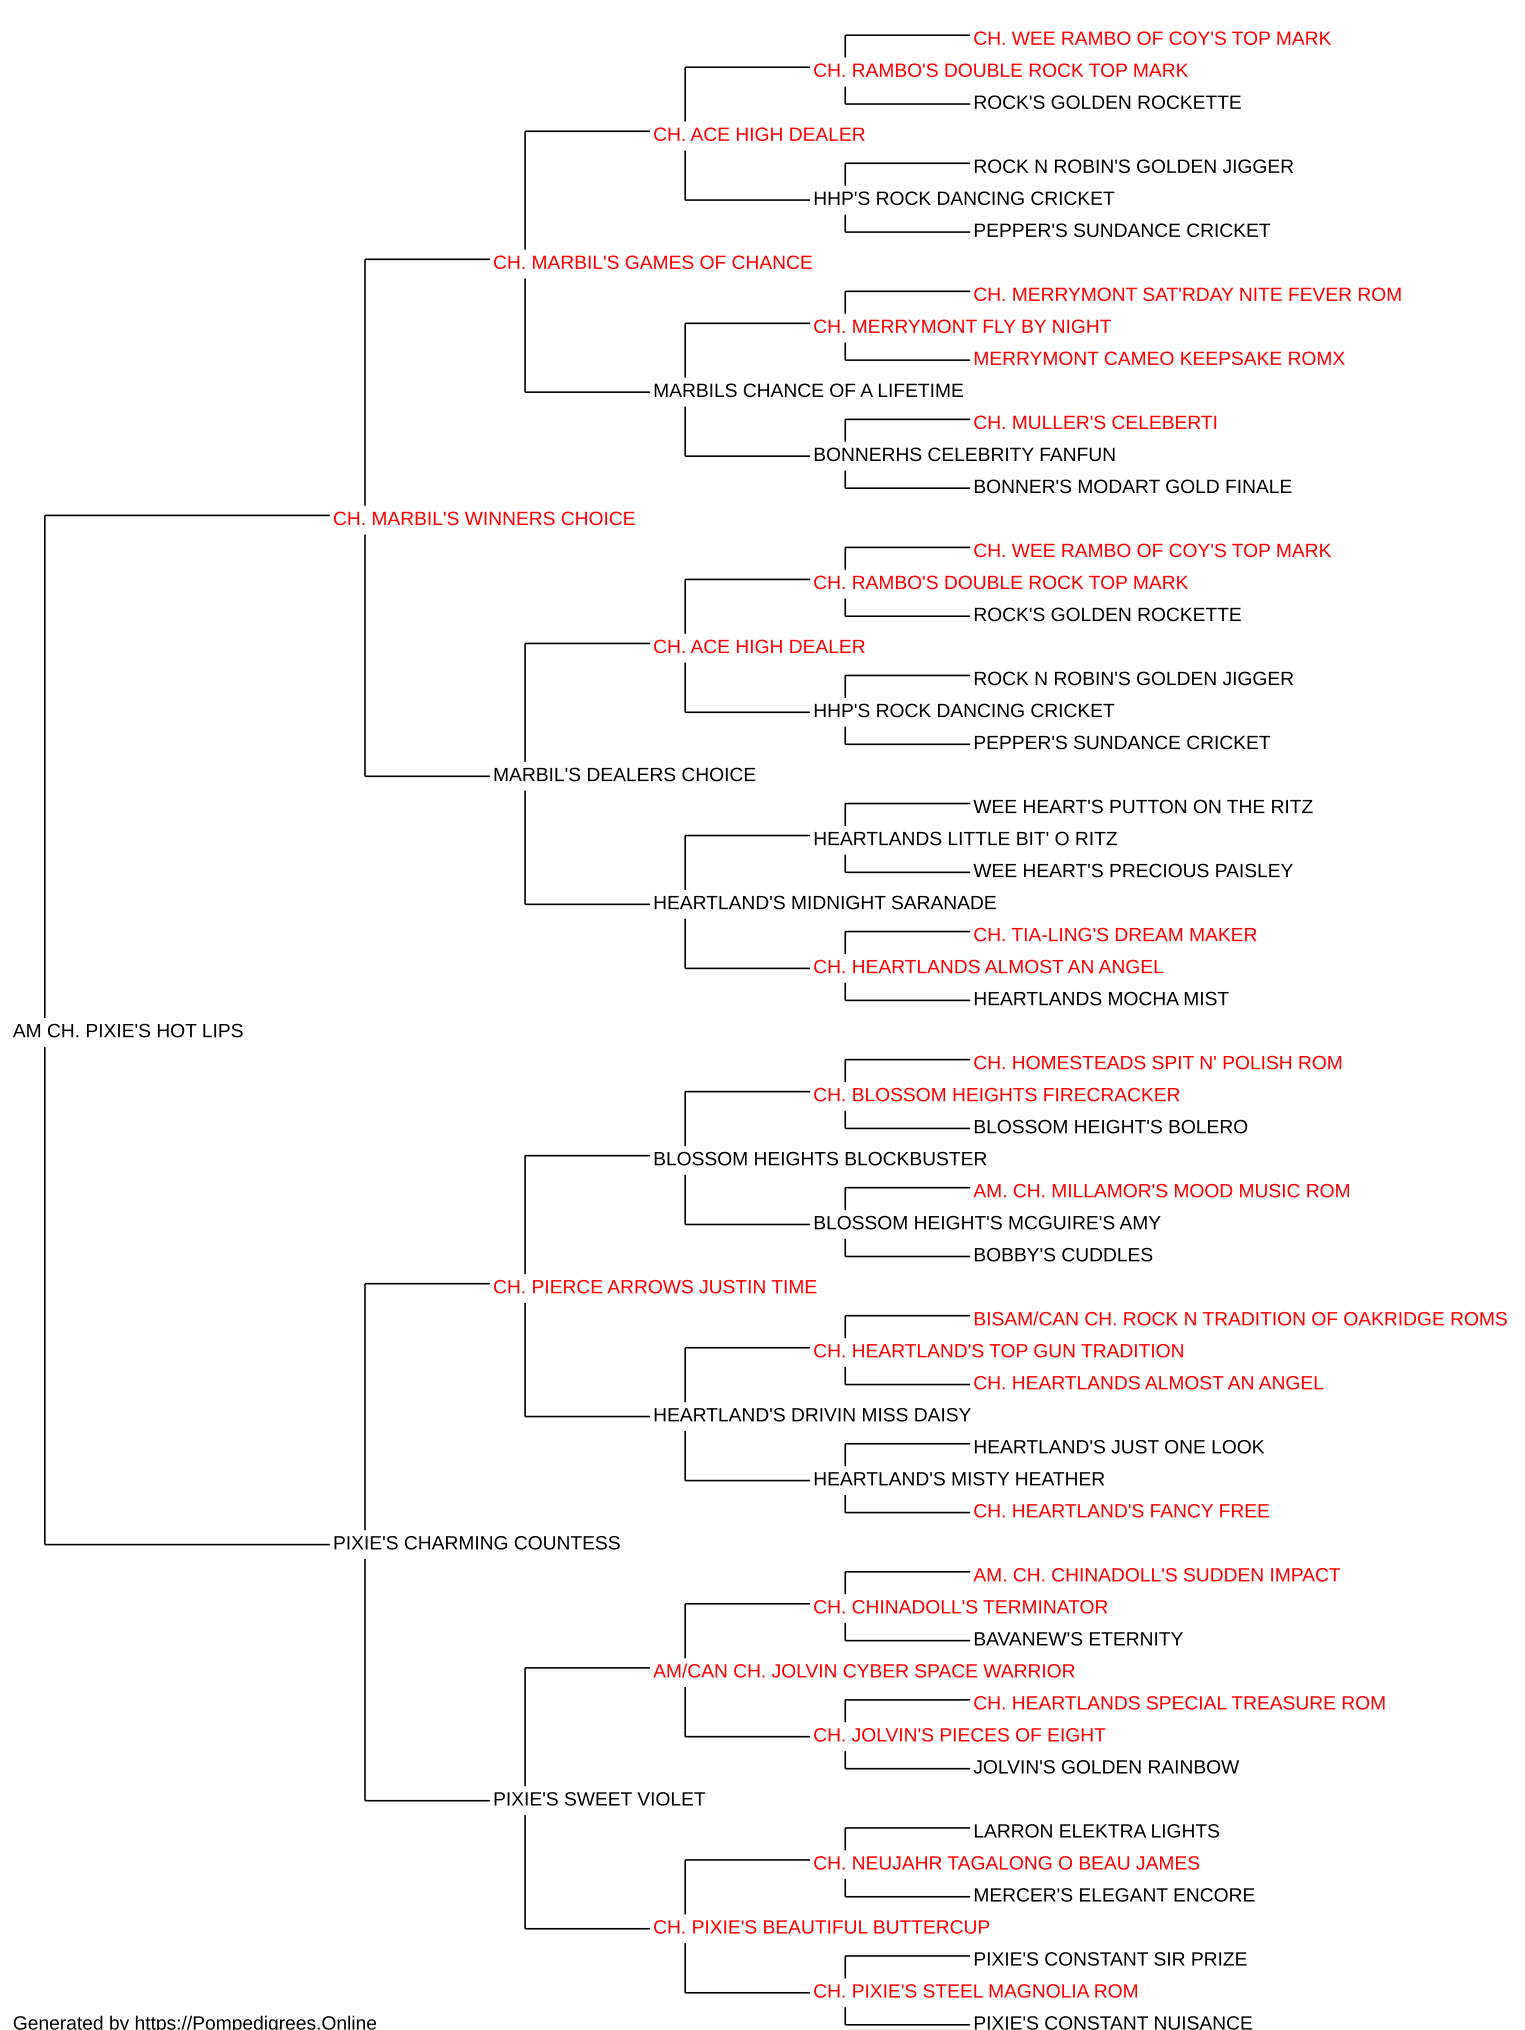 CH. WEE RAMBO OF COY'S TOP MARK
CH. RAMBO'S DOUBLE ROCK TOP MARK
ROCK'S GOLDEN ROCKETTE
CH. ACE HIGH DEALER
ROCK N ROBIN'S GOLDEN JIGGER
HHP'S ROCK DANCING CRICKET
PEPPER'S SUNDANCE CRICKET
CH. MARBIL'S GAMES OF CHANCE
CH. MERRYMONT SAT'RDAY NITE FEVER ROM
CH. MERRYMONT FLY BY NIGHT
MERRYMONT CAMEO KEEPSAKE ROMX
MARBILS CHANCE OF A LIFETIME
CH. MULLER'S CELEBERTI
BONNERHS CELEBRITY FANFUN
BONNER'S MODART GOLD FINALE
CH. MARBIL'S WINNERS CHOICE
CH. WEE RAMBO OF COY'S TOP MARK
CH. RAMBO'S DOUBLE ROCK TOP MARK
ROCK'S GOLDEN ROCKETTE
CH. ACE HIGH DEALER
ROCK N ROBIN'S GOLDEN JIGGER
HHP'S ROCK DANCING CRICKET
PEPPER'S SUNDANCE CRICKET
MARBIL'S DEALERS CHOICE
WEE HEART'S PUTTON ON THE RITZ
HEARTLANDS LITTLE BIT' O RITZ
WEE HEART'S PRECIOUS PAISLEY
HEARTLAND'S MIDNIGHT SARANADE
CH. TIA-LING'S DREAM MAKER
CH. HEARTLANDS ALMOST AN ANGEL
HEARTLANDS MOCHA MIST
AM CH. PIXIE'S HOT LIPS
CH. HOMESTEADS SPIT N' POLISH ROM
CH. BLOSSOM HEIGHTS FIRECRACKER
BLOSSOM HEIGHT'S BOLERO
BLOSSOM HEIGHTS BLOCKBUSTER
AM. CH. MILLAMOR'S MOOD MUSIC ROM
BLOSSOM HEIGHT'S MCGUIRE'S AMY
BOBBY'S CUDDLES
CH. PIERCE ARROWS JUSTIN TIME
BISAM/CAN CH. ROCK N TRADITION OF OAKRIDGE ROMS
CH. HEARTLAND'S TOP GUN TRADITION
CH. HEARTLANDS ALMOST AN ANGEL
HEARTLAND'S DRIVIN MISS DAISY
HEARTLAND'S JUST ONE LOOK
HEARTLAND'S MISTY HEATHER
CH. HEARTLAND'S FANCY FREE
PIXIE'S CHARMING COUNTESS
AM. CH. CHINADOLL'S SUDDEN IMPACT
CH. CHINADOLL'S TERMINATOR
BAVANEW'S ETERNITY
AM/CAN CH. JOLVIN CYBER SPACE WARRIOR
CH. HEARTLANDS SPECIAL TREASURE ROM
CH. JOLVIN'S PIECES OF EIGHT
JOLVIN'S GOLDEN RAINBOW
PIXIE'S SWEET VIOLET
LARRON ELEKTRA LIGHTS
CH. NEUJAHR TAGALONG O BEAU JAMES
MERCER'S ELEGANT ENCORE
CH. PIXIE'S BEAUTIFUL BUTTERCUP
PIXIE'S CONSTANT SIR PRIZE
CH. PIXIE'S STEEL MAGNOLIA ROM
PIXIE'S CONSTANT NUISANCE
Generated by https://Pompedigrees.Online